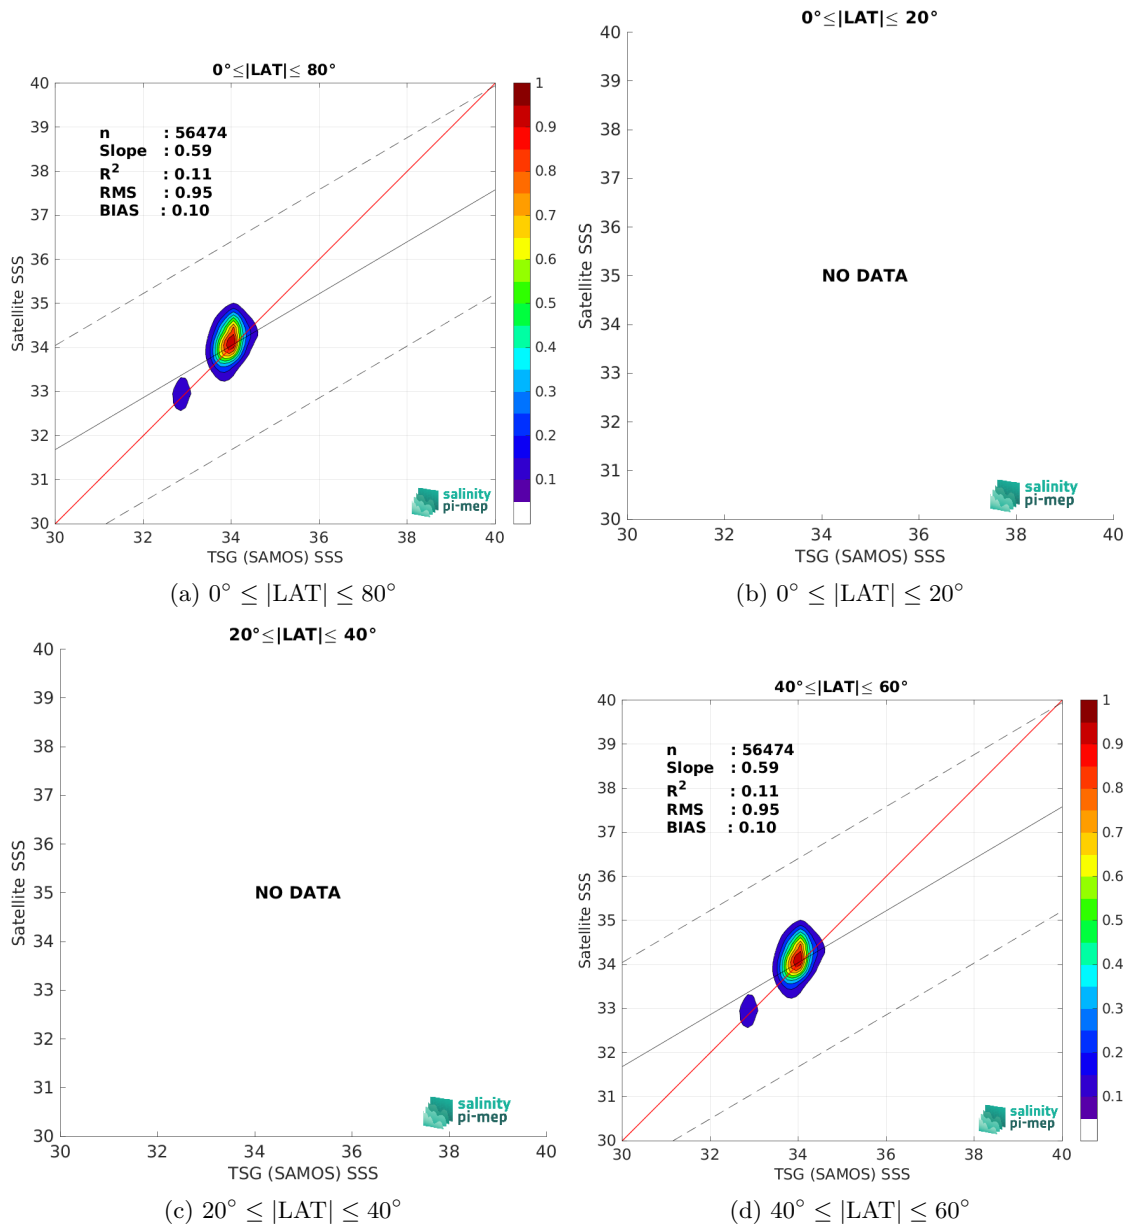 0°≤|LAT|≤ 80°
n : 56474
Slope : 0.59
R² : 0.11
RMS : 0.95
BIAS : 0.10
40
39
38
37
36
35
34
33
32
31
30
30 32 34 36 38 40
Satellite SSS
TSG (SAMOS) SSS
1
0.9
0.8
0.7
0.6
0.5
0.4
0.3
0.2
0.1
salinity
pi-mep
(a) 0° ≤ |LAT| ≤ 80°
0°≤|LAT|≤ 20°
40
39
38
37
36
35
34
33
32
31
30
30 32 34 36 38 40
Satellite SSS
NO DATA
salinity
pi-mep
TSG (SAMOS) SSS
(b) 0° ≤ |LAT| ≤ 20°
20°≤|LAT|≤ 40°
40
39
38
37
36
35
34
33
32
31
30
30 32 34 36 38 40
Satellite SSS
NO DATA
salinity
pi-mep
TSG (SAMOS) SSS
(c) 20° ≤ |LAT| ≤ 40°
40°≤|LAT|≤ 60°
n : 56474
Slope : 0.59
R² : 0.11
RMS : 0.95
BIAS : 0.10
40
39
38
37
36
35
34
33
32
31
30
30 32 34 36 38 40
Satellite SSS
TSG (SAMOS) SSS
1
0.9
0.8
0.7
0.6
0.5
0.4
0.3
0.2
0.1
salinity
pi-mep
(d) 40° ≤ |LAT| ≤ 60°